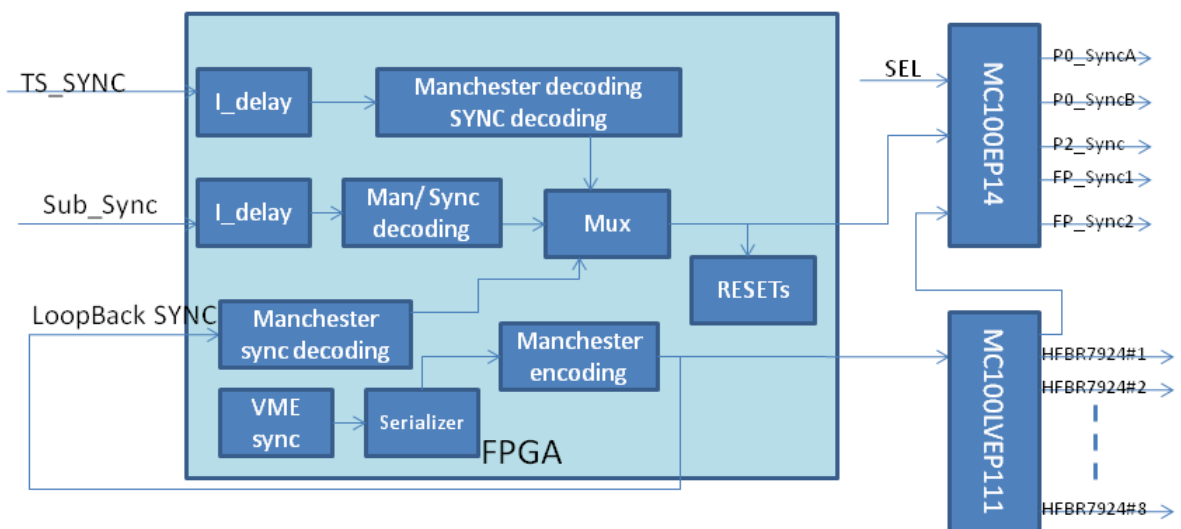 TS_SYNC
I_delay
Manchester decoding
SYNC decoding
SEL
MC100EP14
P0_SyncA
P0_SyncB
P2_Sync
FP_Sync1
FP_Sync2
Sub_Sync
I_delay
Man/ Sync
decoding
Mux
RESETs
LoopBack SYNC
Manchester
sync decoding
Manchester
encoding
VME
sync
Serializer
FPGA
MC100LVEP111
HFBR7924#1
HFBR7924#2
HFBR7924#8